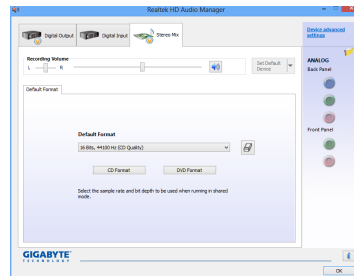 Realtek HD Audio Manager
Digital Output
Digital Input
Stereo Mix
Device advanced
settings
Recording Volume
L
R
Set Default
Device
ANALOG
Back Panel
Default Format
Default Format
16 Bits, 44100 Hz (CD Quality)
CD Format
DVD Format
Select the sample rate and bit depth to be used when running in shared
mode.
Front Panel
GIGABYTE
TECHNOLOGY
OK